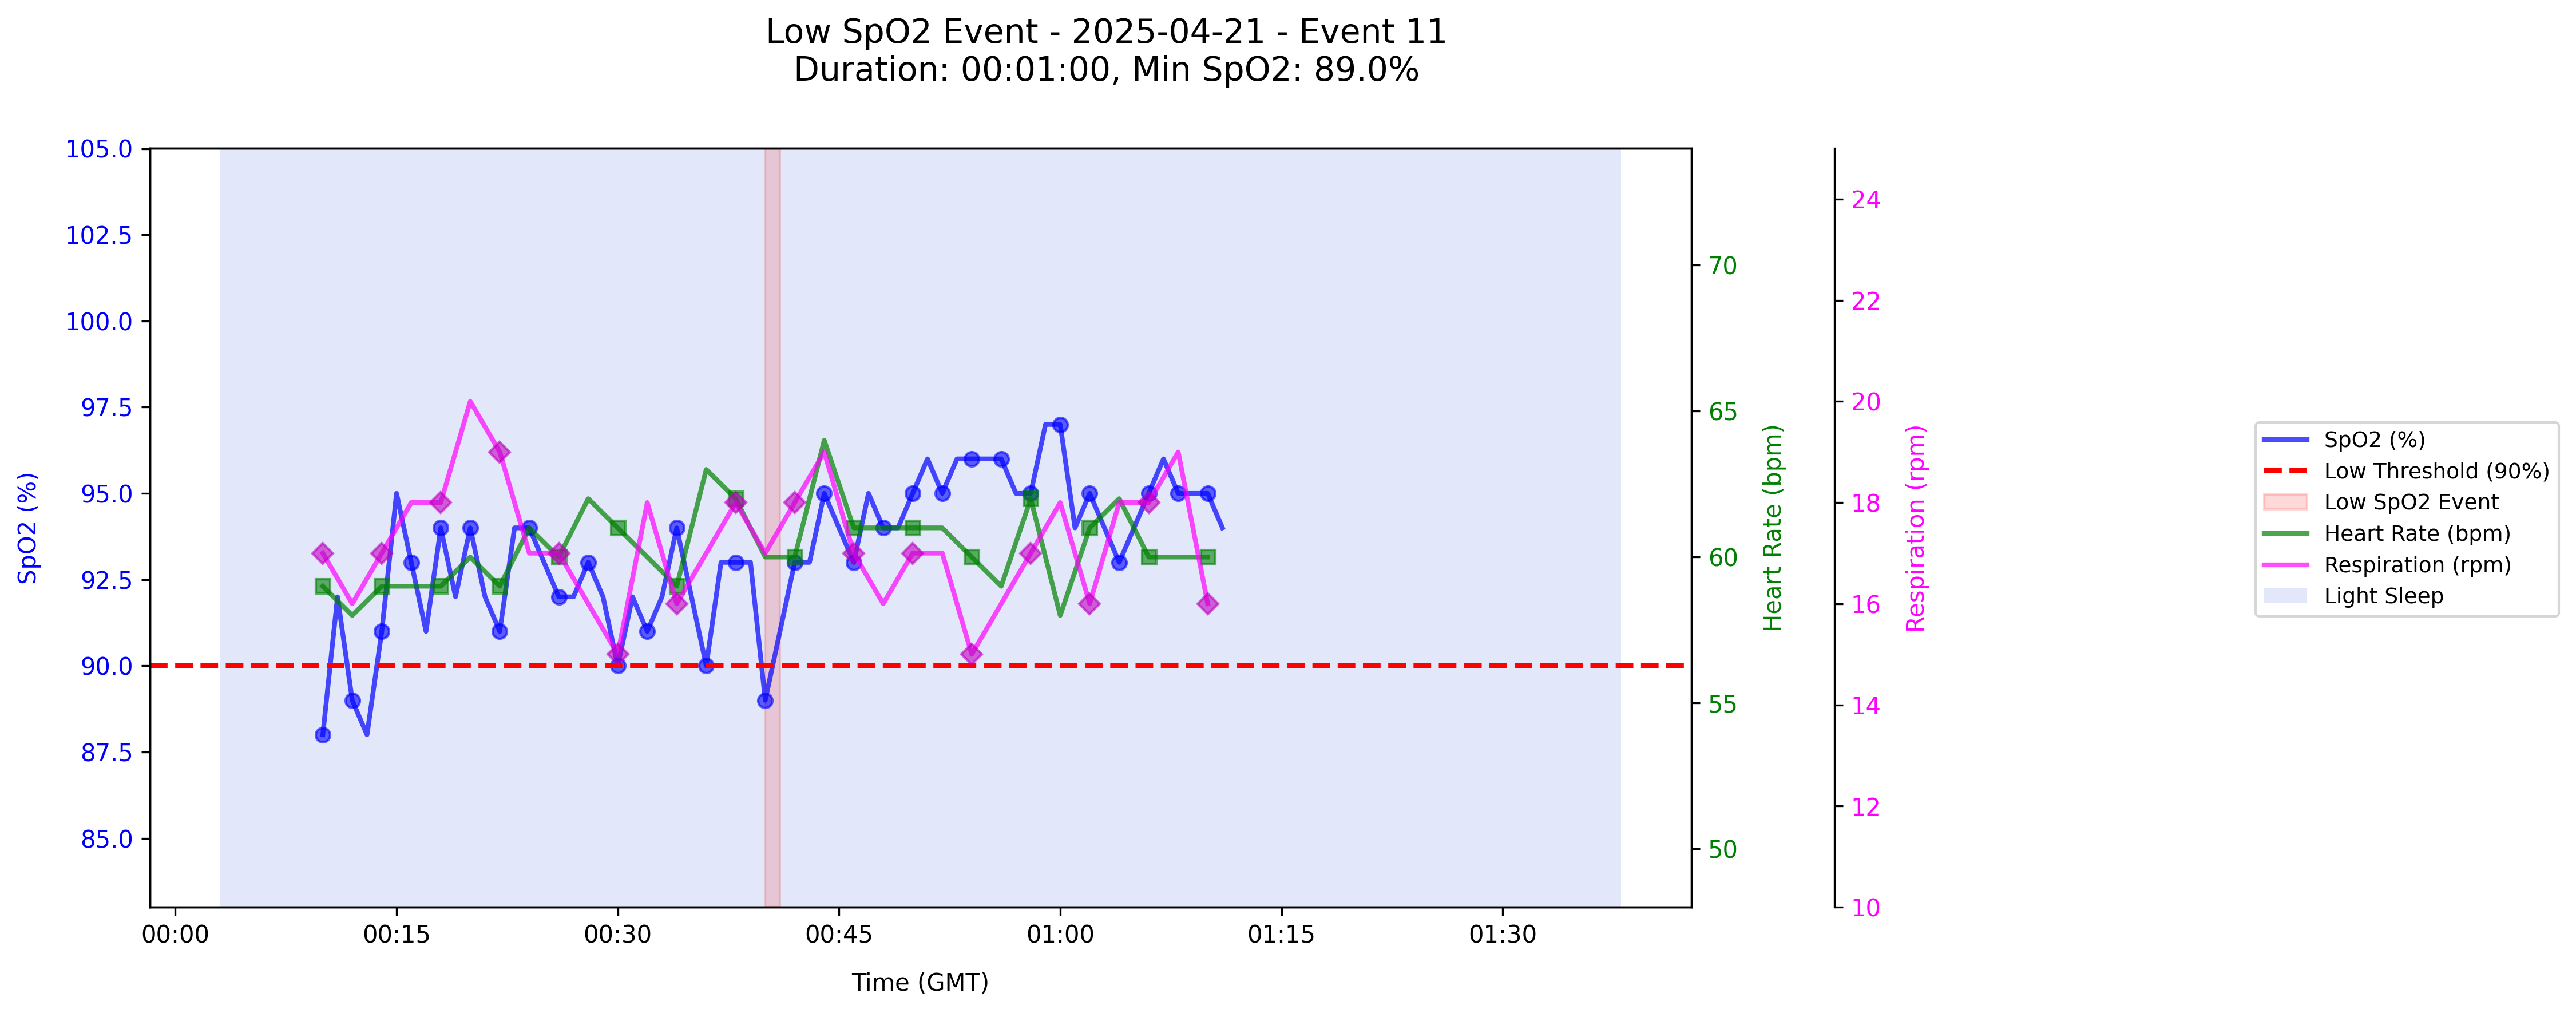 Low SpO2 Event - 2025-04-21 - Event 11
Duration: 00:01:00, Min SpO2: 89.0%
SpO2 (%)
105.0
102.5
100.0
97.5
95.0
92.5
90.0
87.5
85.0
00:00
00:15
00:30
00:45
01:00
01:15
01:30
Time (GMT)
70
65
60
55
50
Heart Rate (bpm)
24
22
20
18
16
14
12
10
Respiration (rpm)
SpO2 (%)
Low Threshold (90%)
Low SpO2 Event
Heart Rate (bpm)
Respiration (rpm)
Light Sleep